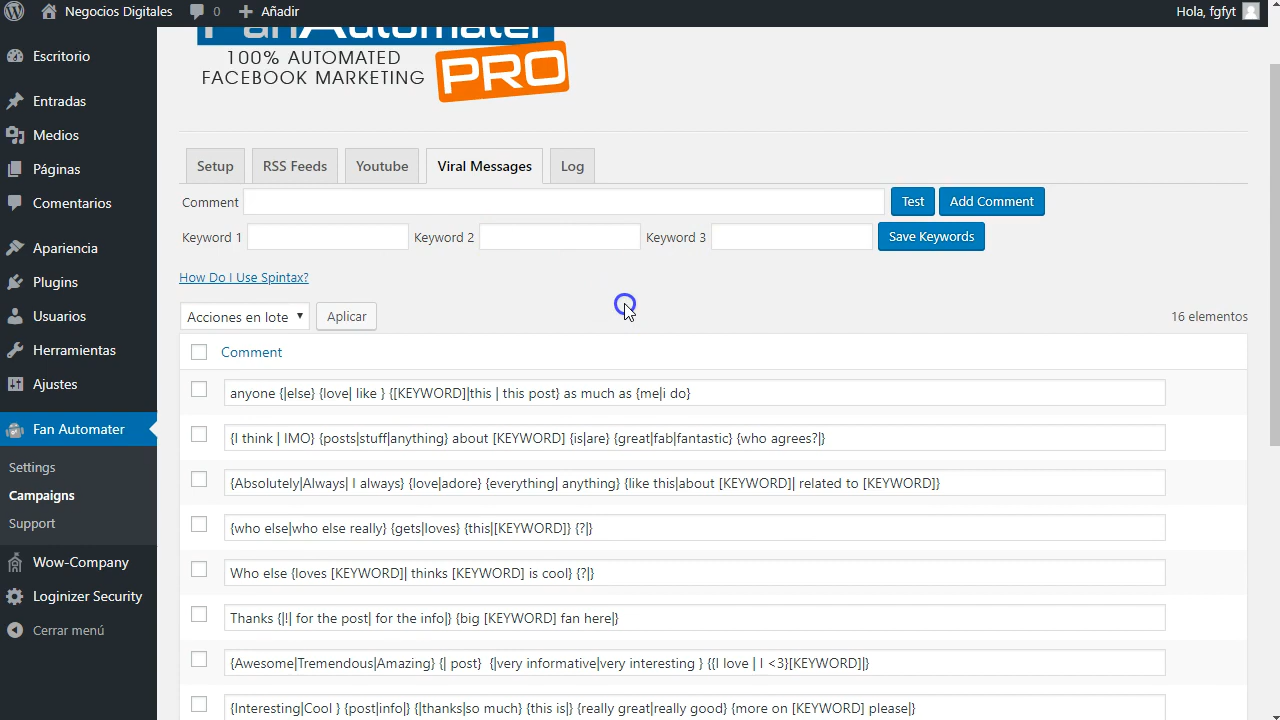 Negocios Digitales
0
Añadir
Hola, fgfyt
FanAutomater
100% AUTOMATED
FACEBOOK MARKETING
PRO
Escritorio
Entradas
Medios
Páginas
Comentarios
Apariencia
Plugins
Usuarios
Herramientas
Ajustes
Fan Automater
Settings
Campaigns
Support
Wow-Company
Loginizer Security
Cerrar menú
Setup
RSS Feeds
Youtube
Viral Messages
Log
Comment
Test
Add Comment
Keyword 1
Keyword 2
Keyword 3
Save Keywords
How Do I Use Spintax?
Acciones en lote
Aplicar
16 elementos
Comment
anyone {|else} {love| like } {[KEYWORD]|this | this post} as much as {me|i do}
{I think | IMO} {posts|stuff|anything} about [KEYWORD] {is|are} {great|fab|fantastic} {who agrees?|}
{Absolutely|Always| I always} {love|adore} {everything| anything} {like this|about [KEYWORD]| related to [KEYWORD]}
{who else|who else really} {gets|loves} {this|[KEYWORD]} {?|}
Who else {loves [KEYWORD]| thinks [KEYWORD] is cool} {?|}
Thanks {|!| for the post| for the info|} {big [KEYWORD] fan here|}
{Awesome|Tremendous|Amazing} {| post}  {|very informative|very interesting } {{I love | I <3}[KEYWORD]|}
{Interesting|Cool } {post|info|} {|thanks|so much} {this is|} {really great|really good} {more on [KEYWORD] please|}